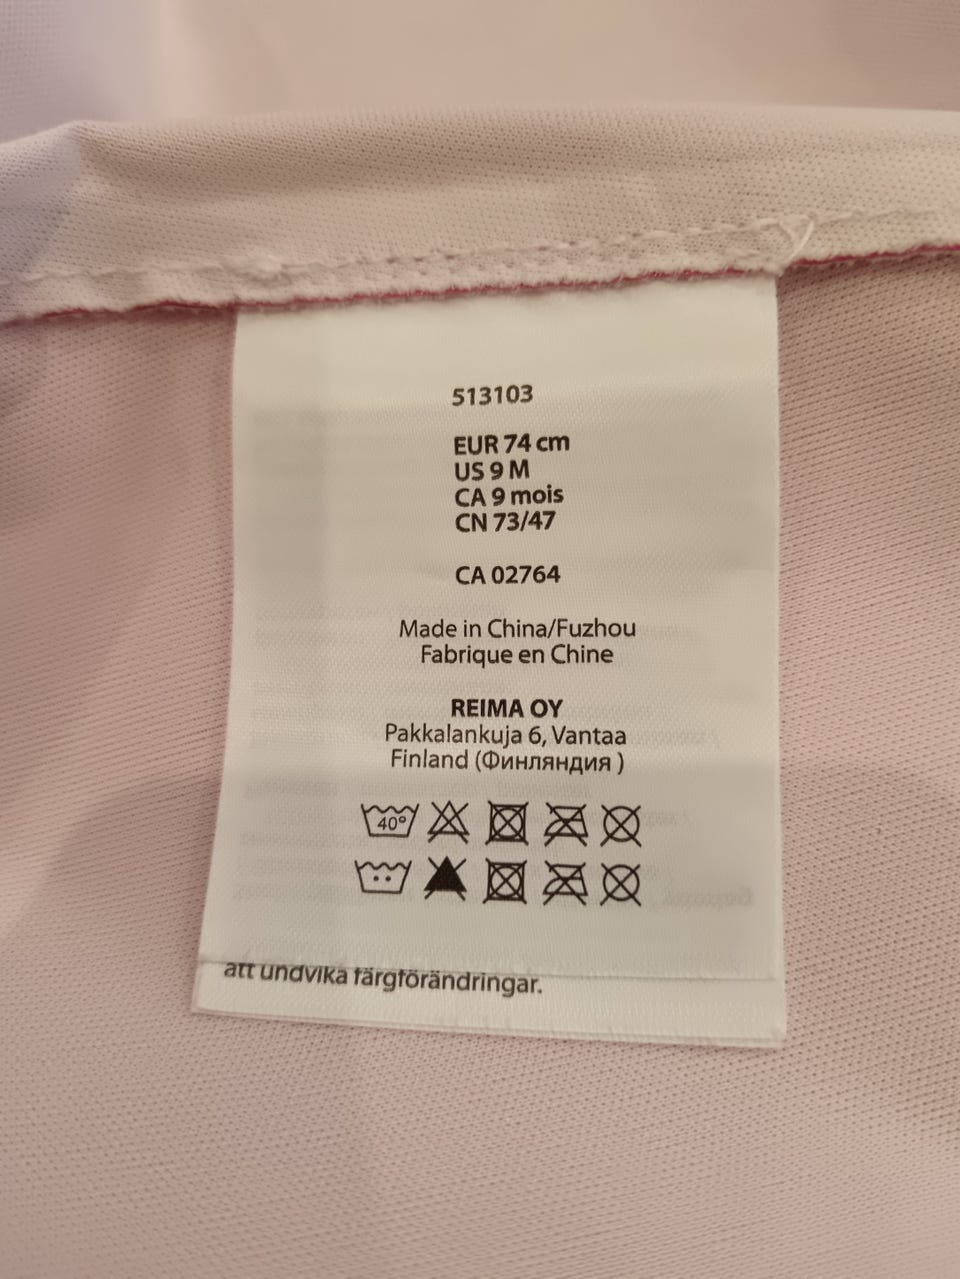 513103
EUR 74 cm
US 9 M
CA 9 mois
CN 73/47
CA 02764
Made in China/Fuzhou
Fabrique en Chine
REIMA OY
Pakkalankuja 6, Vantaa
Finland (Финляндия )
40°
att undvika färgförändringar.